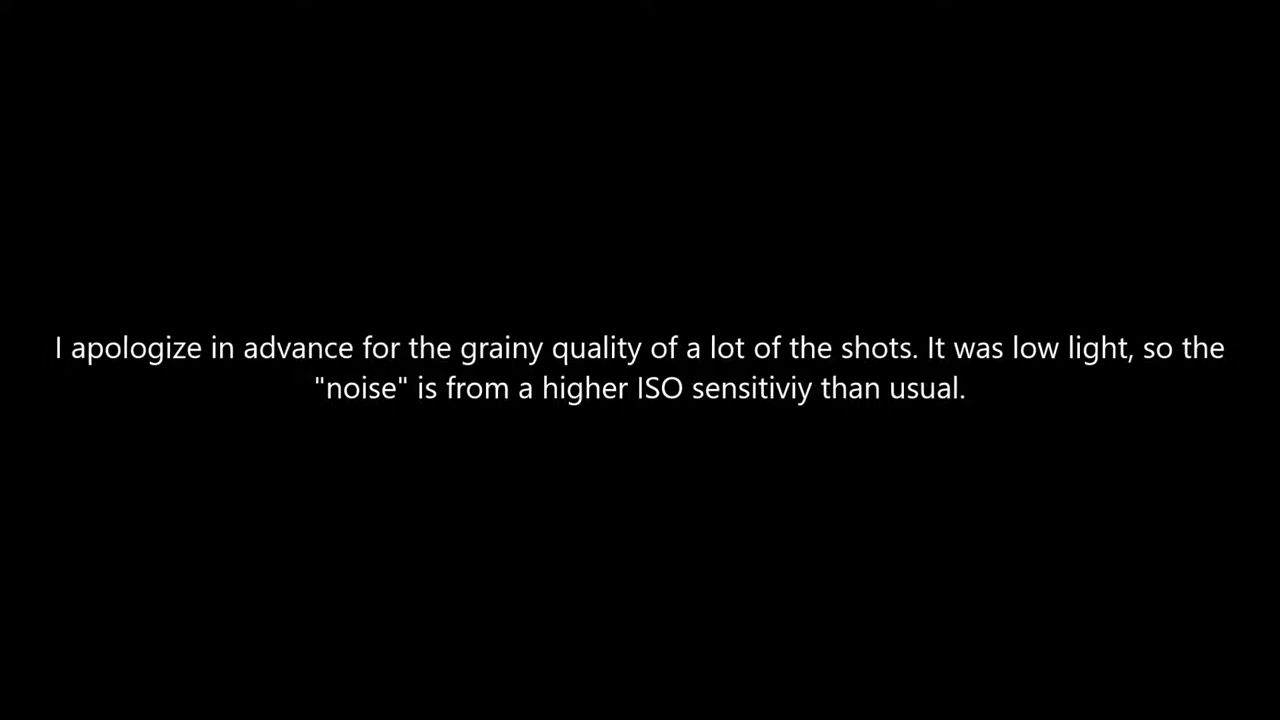 I apologize in advance for the grainy quality of a lot of the shots. It was low light, so the
"noise" is from a higher ISO sensitiviy than usual.